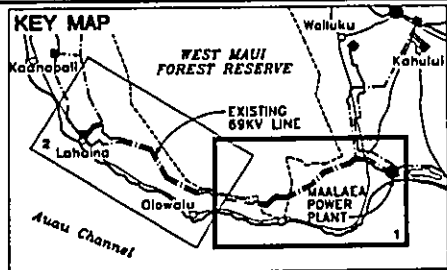 KEY MAP
Wailuku
Kahului
Kaanapali
WEST MAUI
FOREST RESERVE
EXISTING
69KV LINE
2
Lahaina
MAALAEA
POWER
PLANT
Olowalu
1
Auau Channel